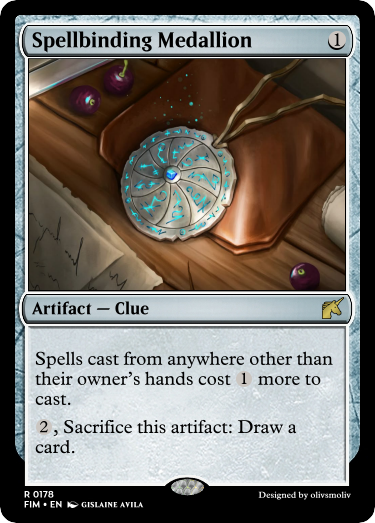 Spellbinding Medallion 1
Artifact — Clue
Spells cast from anywhere other than
their owner's hands cost 1 more to
cast.
2, Sacrifice this artifact: Draw a
card.
R 0178
FIM • EN GISLAINE AVILA
Designed by olivsmoliv